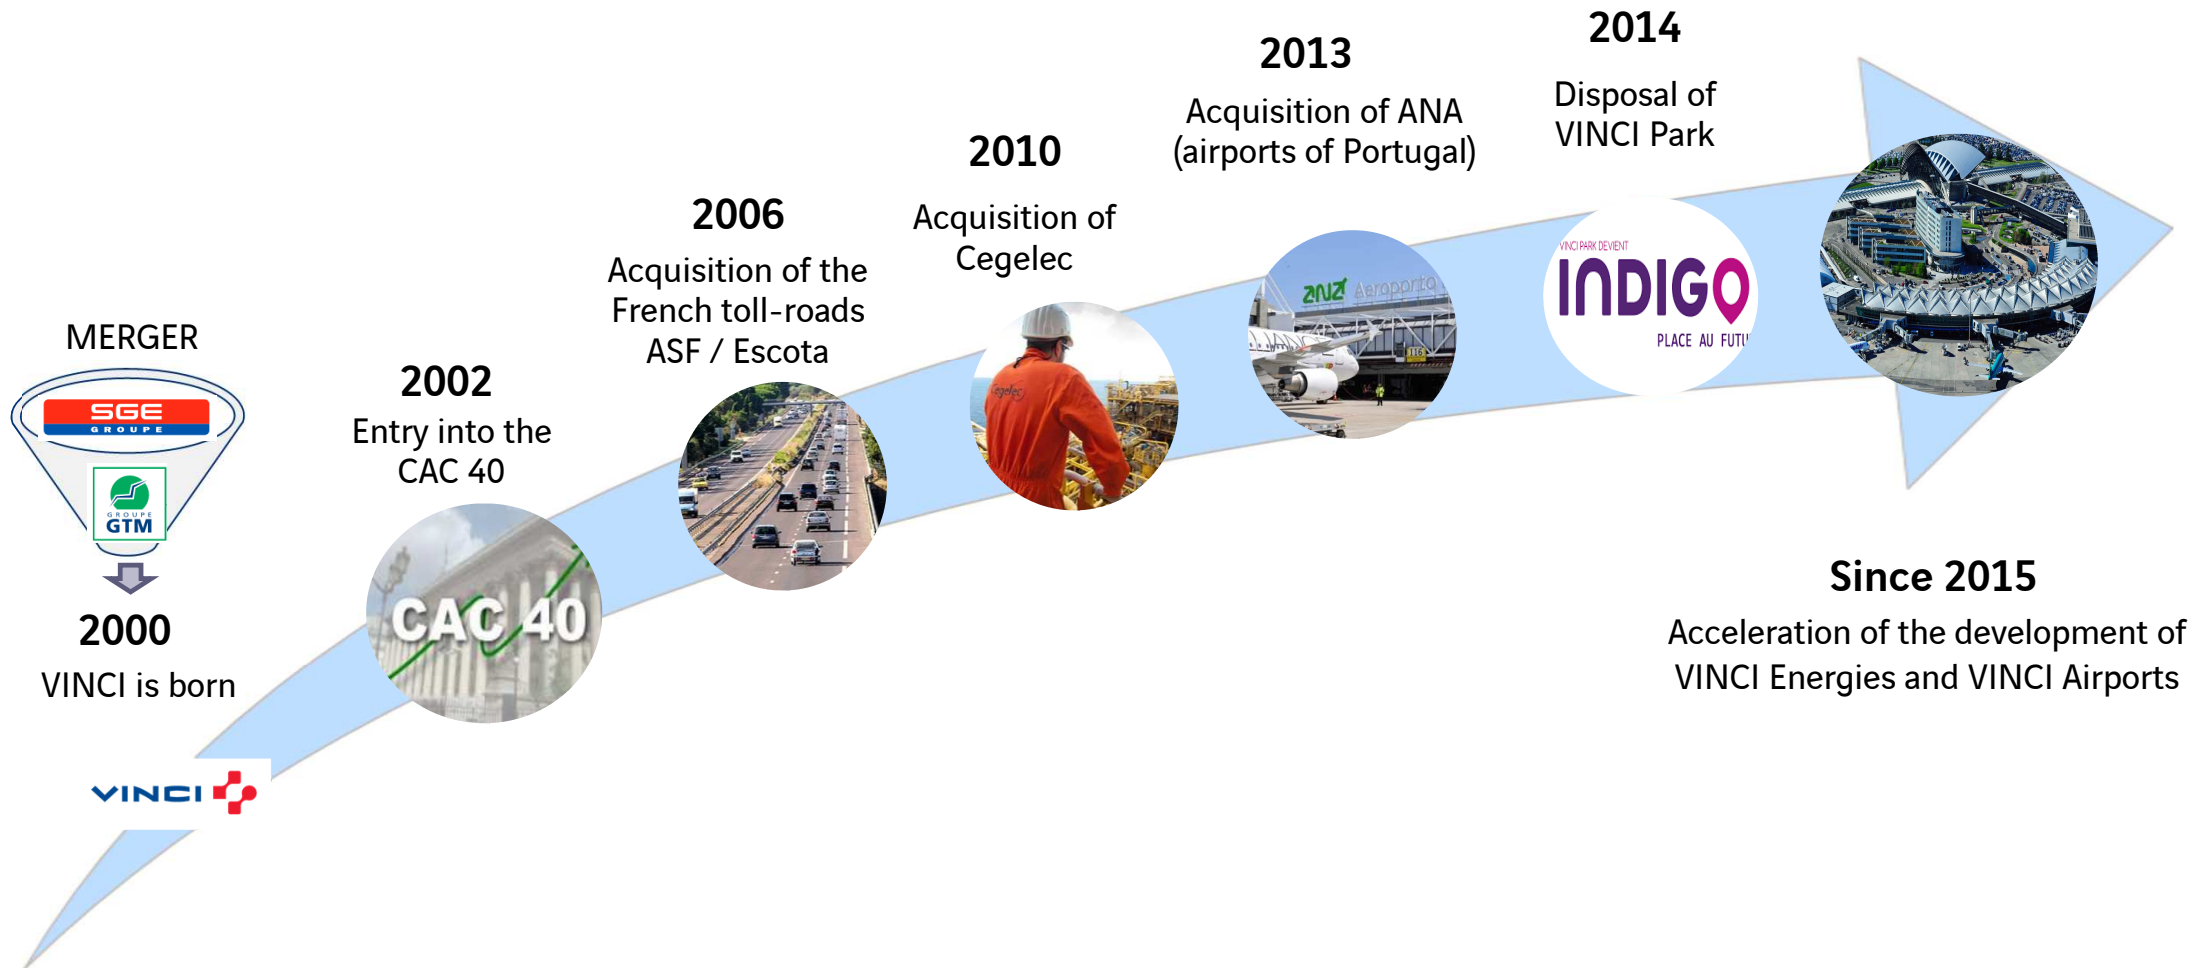 MERGER
SGE
GROUPE
GROUPE
GTM
2000
VINCI is born
VINCI
2002
Entry into the
CAC 40
CAC 40
2006
Acquisition of the
French toll-roads
ASF / Escota
2010
Acquisition of
Cegelec
Cegelec
2013
Acquisition of ANA
(airports of Portugal)
ANA Aeroporto
116
2014
Disposal of
VINCI Park
VINCI PARK DEVIENT
INDIGO
PLACE AU FUTU
Since 2015
Acceleration of the development of
VINCI Energies and VINCI Airports